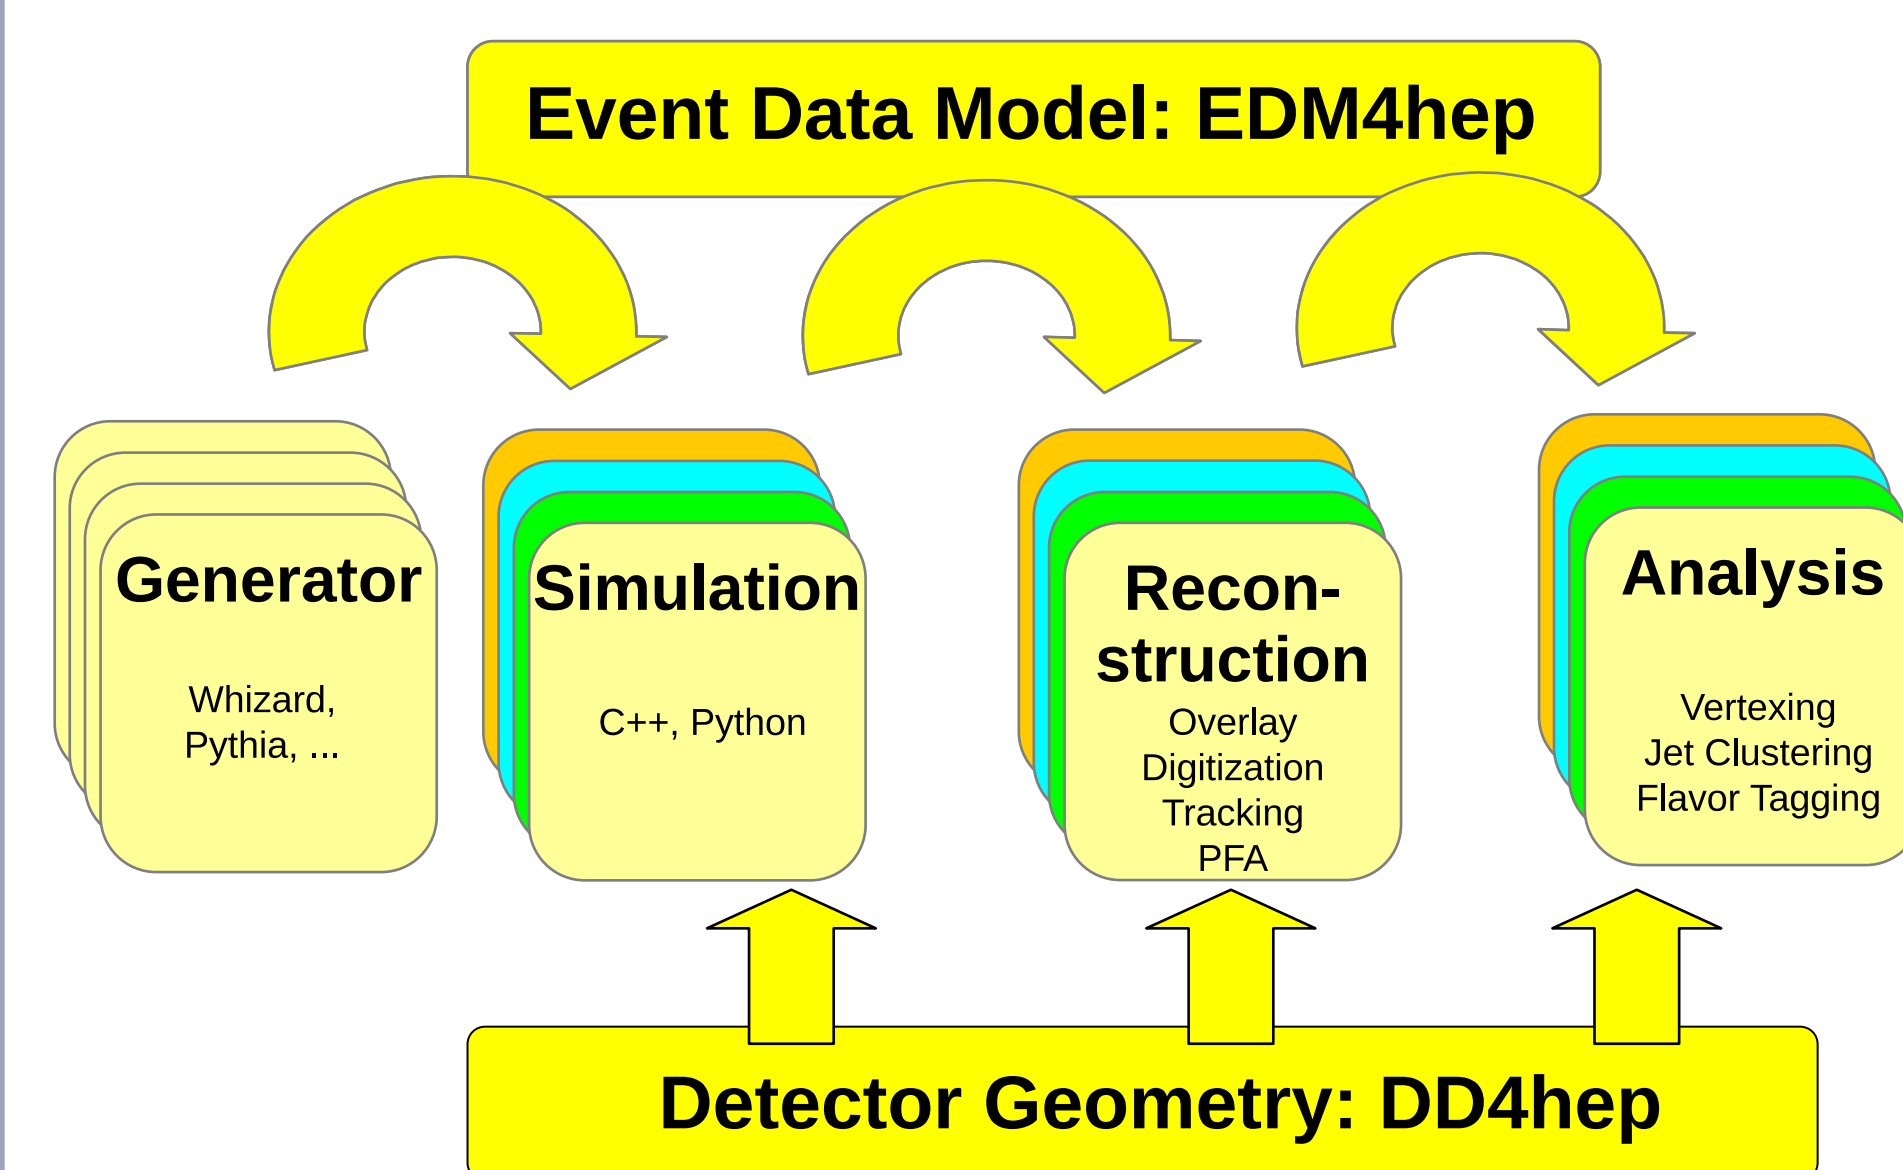 Event Data Model: EDM4hep
Generator
Whizard,
Pythia, ...
Simulation
C++, Python
Recon-
struction
Overlay
Digitization
Tracking
PFA
Analysis
Vertexing
Jet Clustering
Flavor Tagging
Detector Geometry: DD4hep